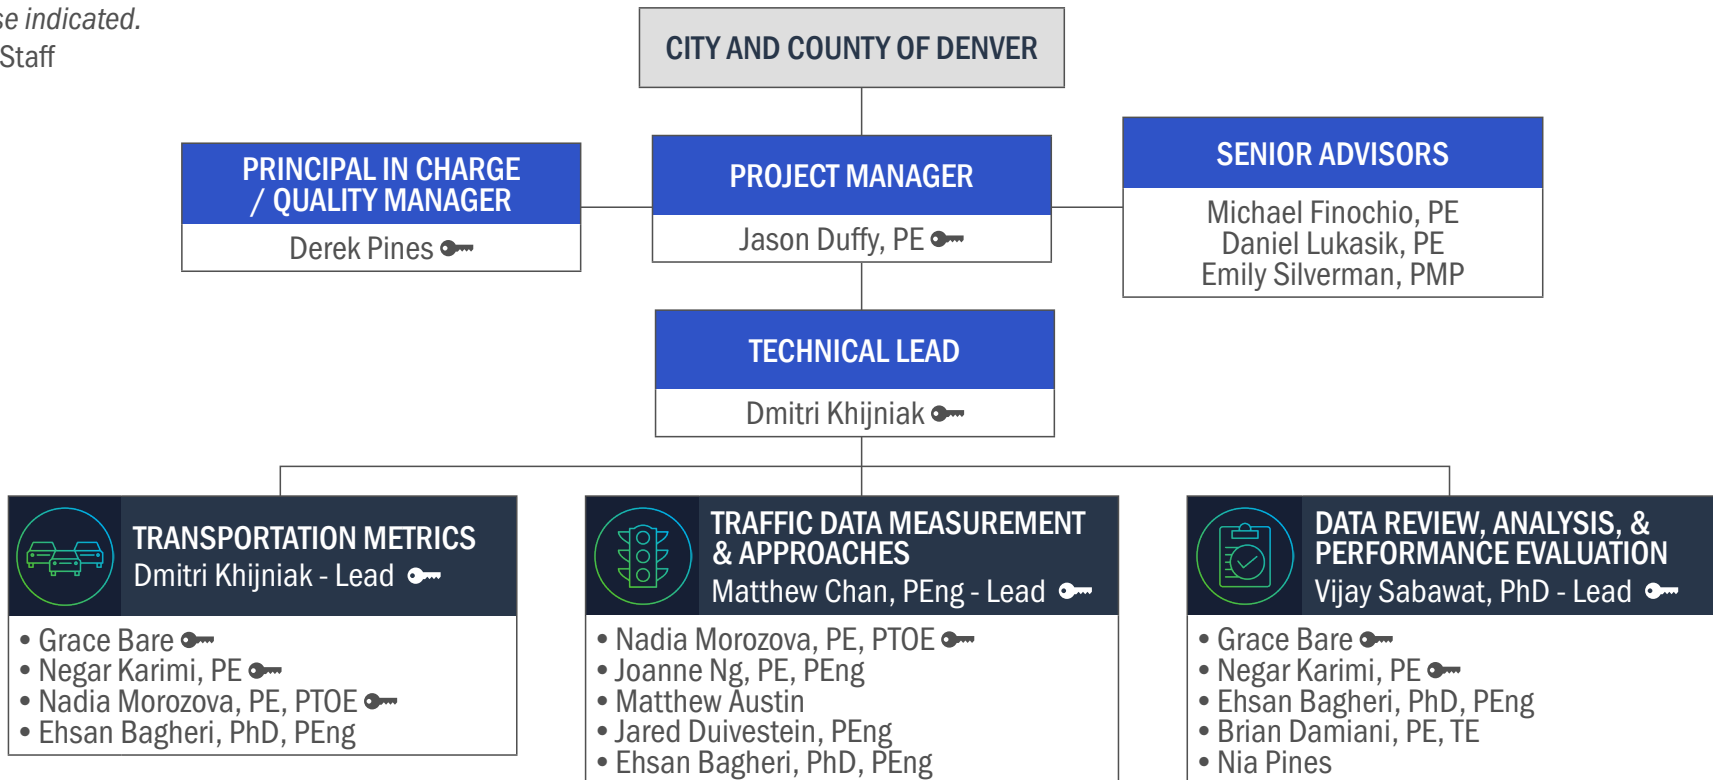 se indicated.
Staff
CITY AND COUNTY OF DENVER
PRINCIPAL IN CHARGE
/ QUALITY MANAGER
Derek Pines
PROJECT MANAGER
Jason Duffy, PE
SENIOR ADVISORS
Michael Finochio, PE
Daniel Lukasik, PE
Emily Silverman, PMP
TECHNICAL LEAD
Dmitri Khijniak
TRANSPORTATION METRICS
Dmitri Khijniak - Lead
• Grace Bare
• Negar Karimi, PE
• Nadia Morozova, PE, PTOE
• Ehsan Bagheri, PhD, PEng
TRAFFIC DATA MEASUREMENT
& APPROACHES
Matthew Chan, PEng - Lead
• Nadia Morozova, PE, PTOE
• Joanne Ng, PE, PEng
• Matthew Austin
• Jared Duivestein, PEng
• Ehsan Bagheri, PhD, PEng
DATA REVIEW, ANALYSIS, &
PERFORMANCE EVALUATION
Vijay Sabawat, PhD - Lead
• Grace Bare
• Negar Karimi, PE
• Ehsan Bagheri, PhD, PEng
• Brian Damiani, PE, TE
• Nia Pines